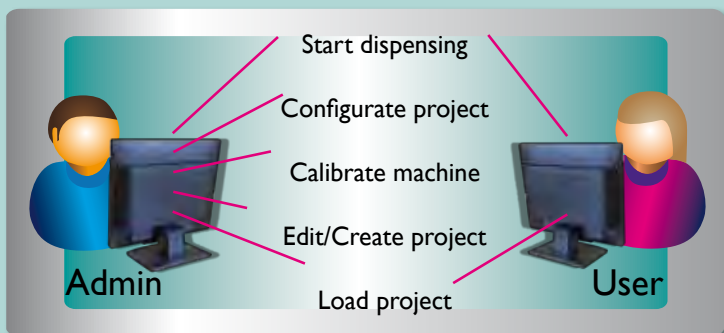 Start dispensing
Configurate project
Calibrate machine
Edit/Create project
Admin
User
Load project